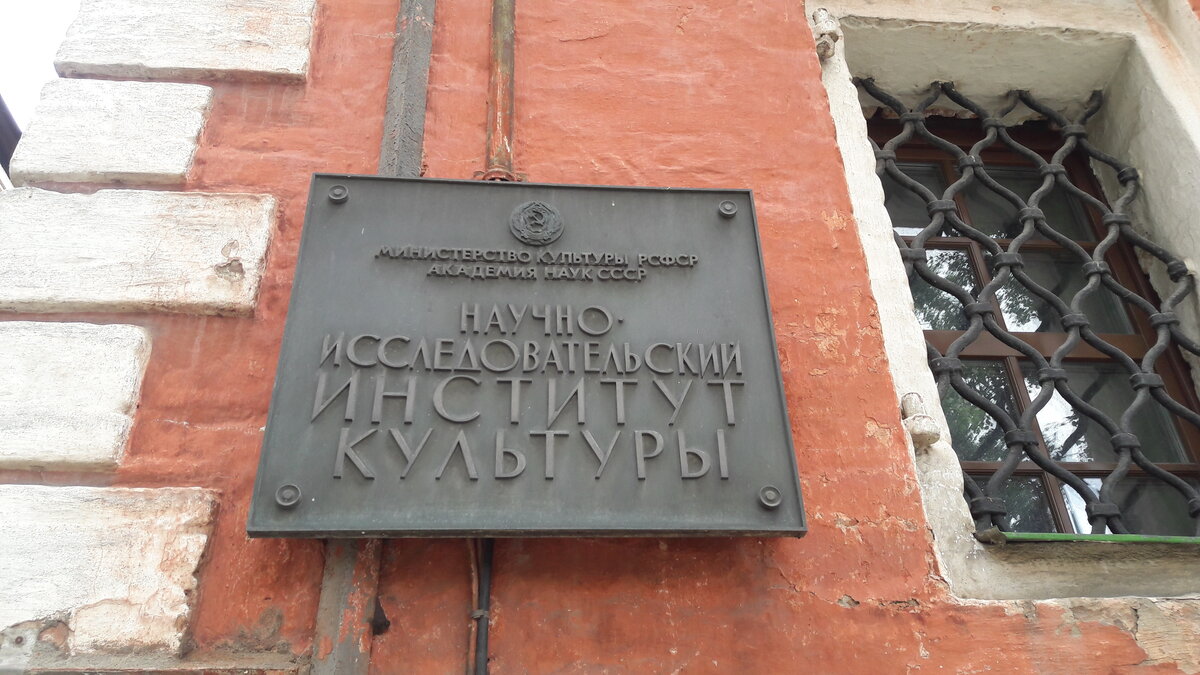 МИНИСТЕРСТВО КУЛЬТУРЫ РСФСР
АКАДЕМИЯ НАУК СССР
НАУЧНО-
ИССЛЕДОВАТЕЛЬСКИЙ
ИНСТИТУТ
КУЛЬТУРЫ